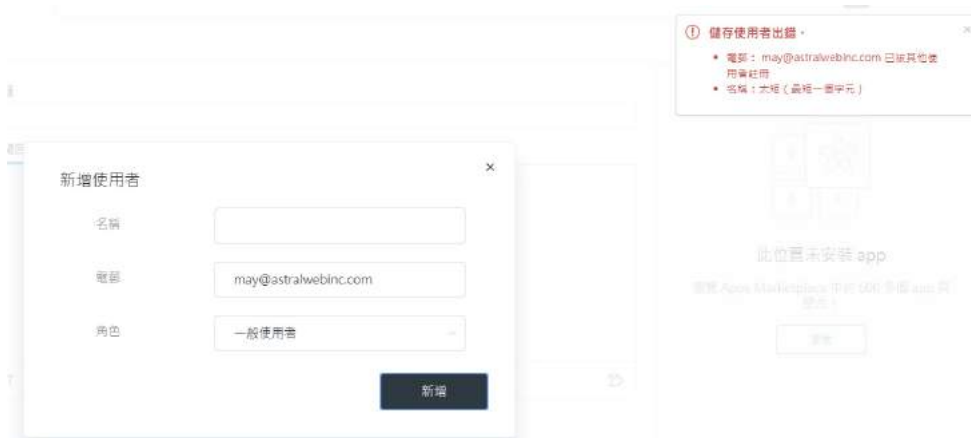 儲存使用者出錯。
電郵： may@astralwebinc.com 已被其他使
用者註冊
名稱：太短（最短一個字元）
新增使用者
名稱
電郵
may@astralwebinc.com
角色
一般使用者
新增
此位置未安裝 app